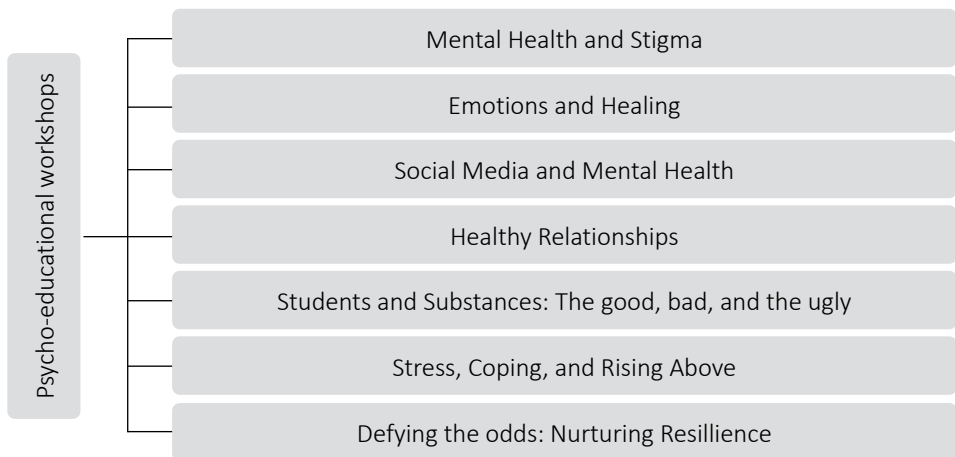 Psycho-educational workshops
Mental Health and Stigma
Emotions and Healing
Social Media and Mental Health
Healthy Relationships
Students and Substances: The good, bad, and the ugly
Stress, Coping, and Rising Above
Defying the odds: Nurturing Resillience